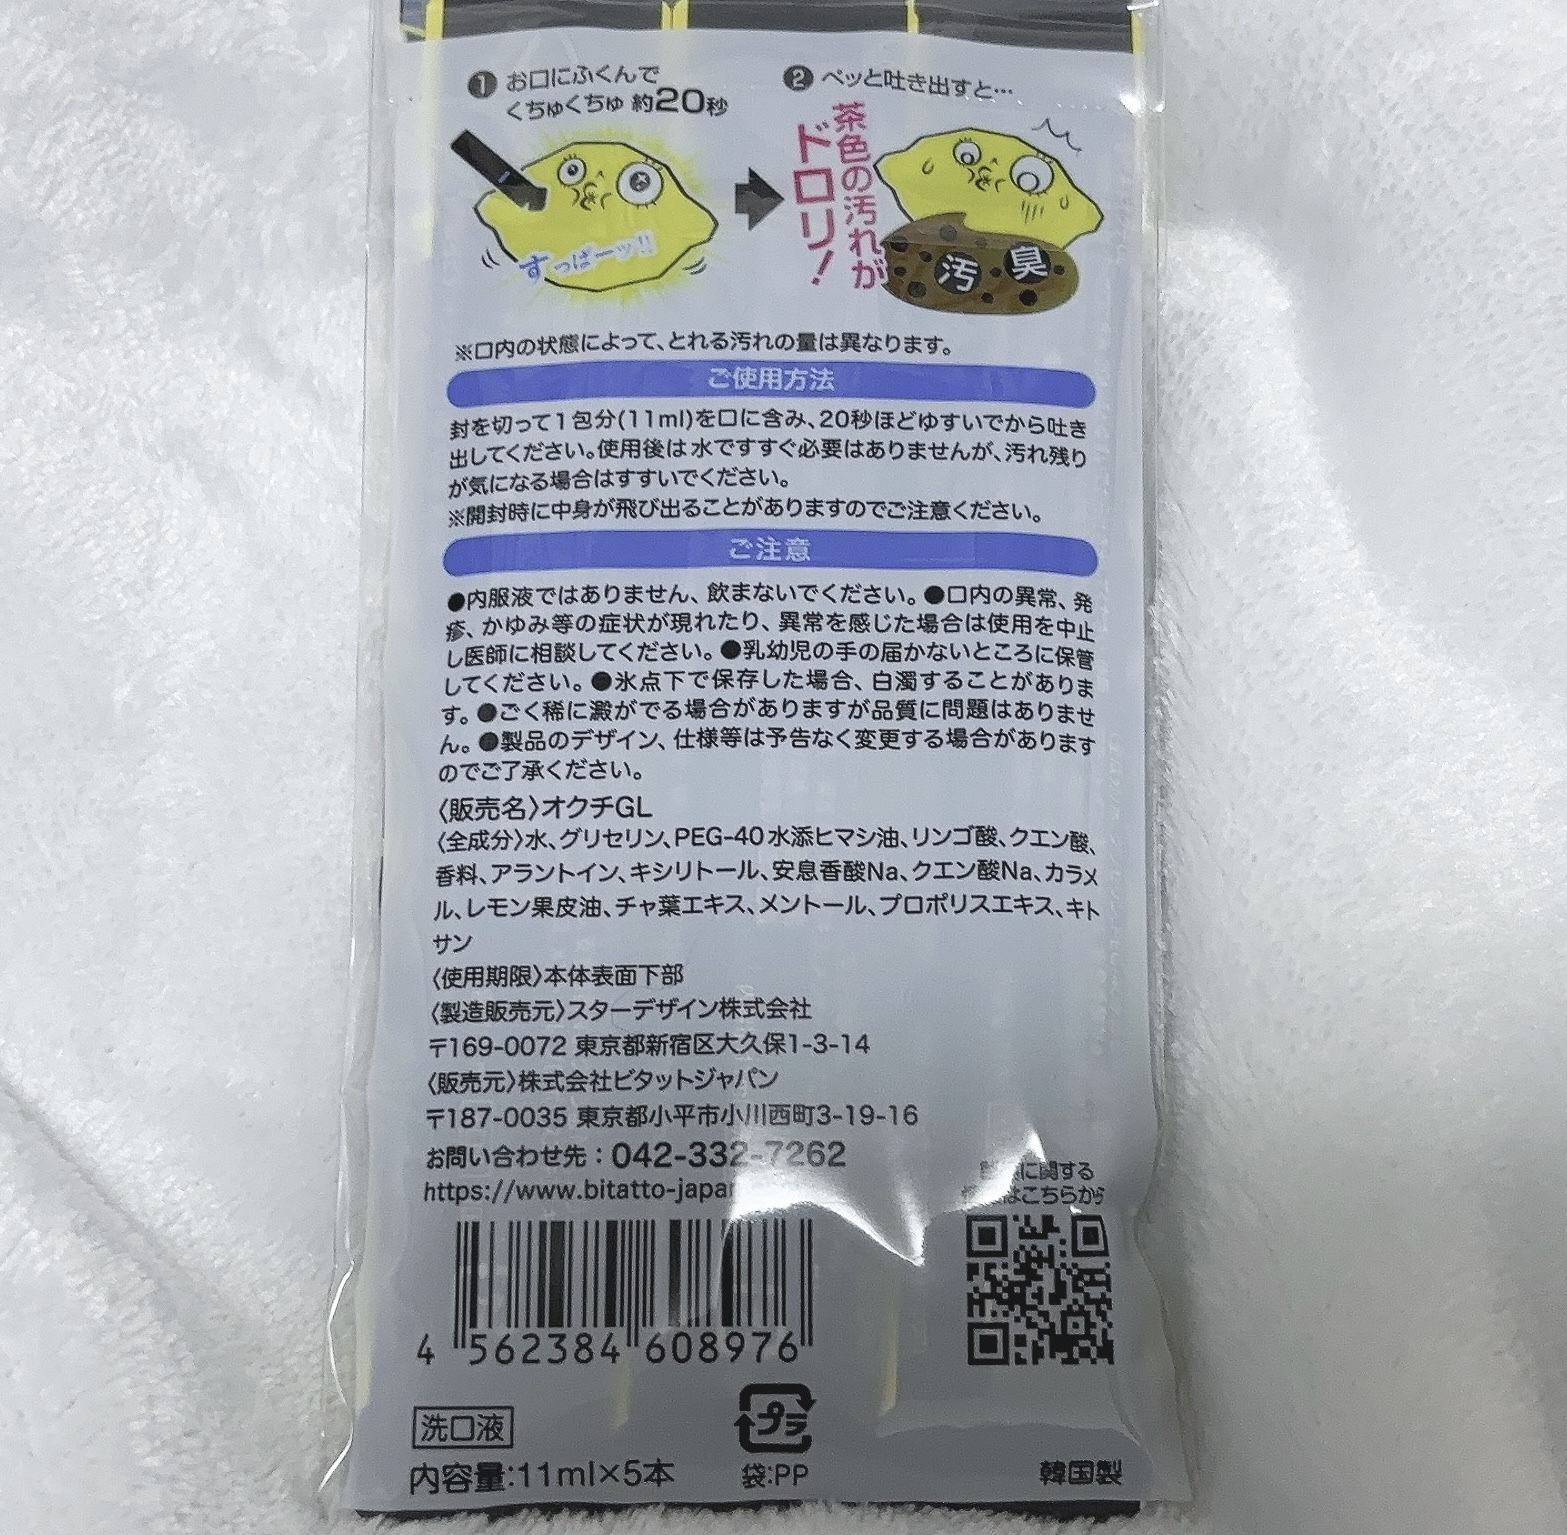 ❶ お口にふくんで
くちゅくちゅ 約20秒
すっぱーッ!!
❷ ペッと吐き出すと…
茶色の汚れが
ドロリ!
汚
臭
※口内の状態によって、とれる汚れの量は異なります。
ご使用方法
封を切って1包分(11ml)を口に含み、20秒ほどゆすいでから吐き
出してください。使用後は水ですすぐ必要はありませんが、汚れ残り
が気になる場合はすすいでください。
※開封時に中身が飛び出ることがありますのでご注意ください。
ご注意
●内服液ではありません、飲まないでください。●口内の異常、発
疹、かゆみ等の症状が現れたり、異常を感じた場合は使用を中止
し医師に相談してください。●乳幼児の手の届かないところに保管
してください。●氷点下で保存した場合、白濁することがありま
す。●ごく稀に澱がでる場合がありますが品質に問題はありませ
ん。●製品のデザイン、仕様等は予告なく変更する場合があります
のでご了承ください。
〈販売名〉オクチGL
〈全成分〉水、グリセリン、PEG-40水添ヒマシ油、リンゴ酸、クエン酸、
香料、アラントイン、キシリトール、安息香酸Na、クエン酸Na、カラメ
ル、レモン果皮油、チャ葉エキス、メントール、プロポリスエキス、キト
サン
〈使用期限〉本体表面下部
〈製造販売元〉スターデザイン株式会社
〒169-0072 東京都新宿区大久保1-3-14
〈販売元〉株式会社ビタットジャパン
〒187-0035 東京都小平市小川西町3-19-16
お問い合わせ先：042-332-7262
https://www.bitatto-japan
に関する
はこちらから
4 562384 608976
洗口液
内容量:11ml×5本
プラ
袋:PP
韓国製